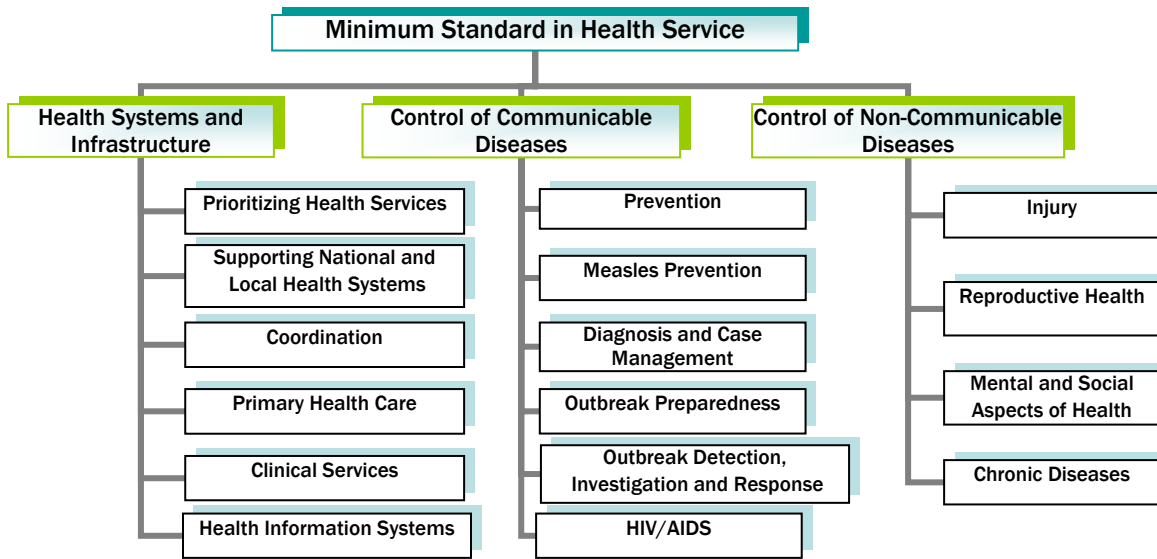 Minimum Standard in Health Service
Health Systems and
Infrastructure
Prioritizing Health Services
Supporting National and
Local Health Systems
Coordination
Primary Health Care
Clinical Services
Health Information Systems
Control of Communicable
Diseases
Prevention
Measles Prevention
Diagnosis and Case
Management
Outbreak Preparedness
Outbreak Detection,
Investigation and Response
HIV/AIDS
Control of Non-Communicable
Diseases
Injury
Reproductive Health
Mental and Social
Aspects of Health
Chronic Diseases